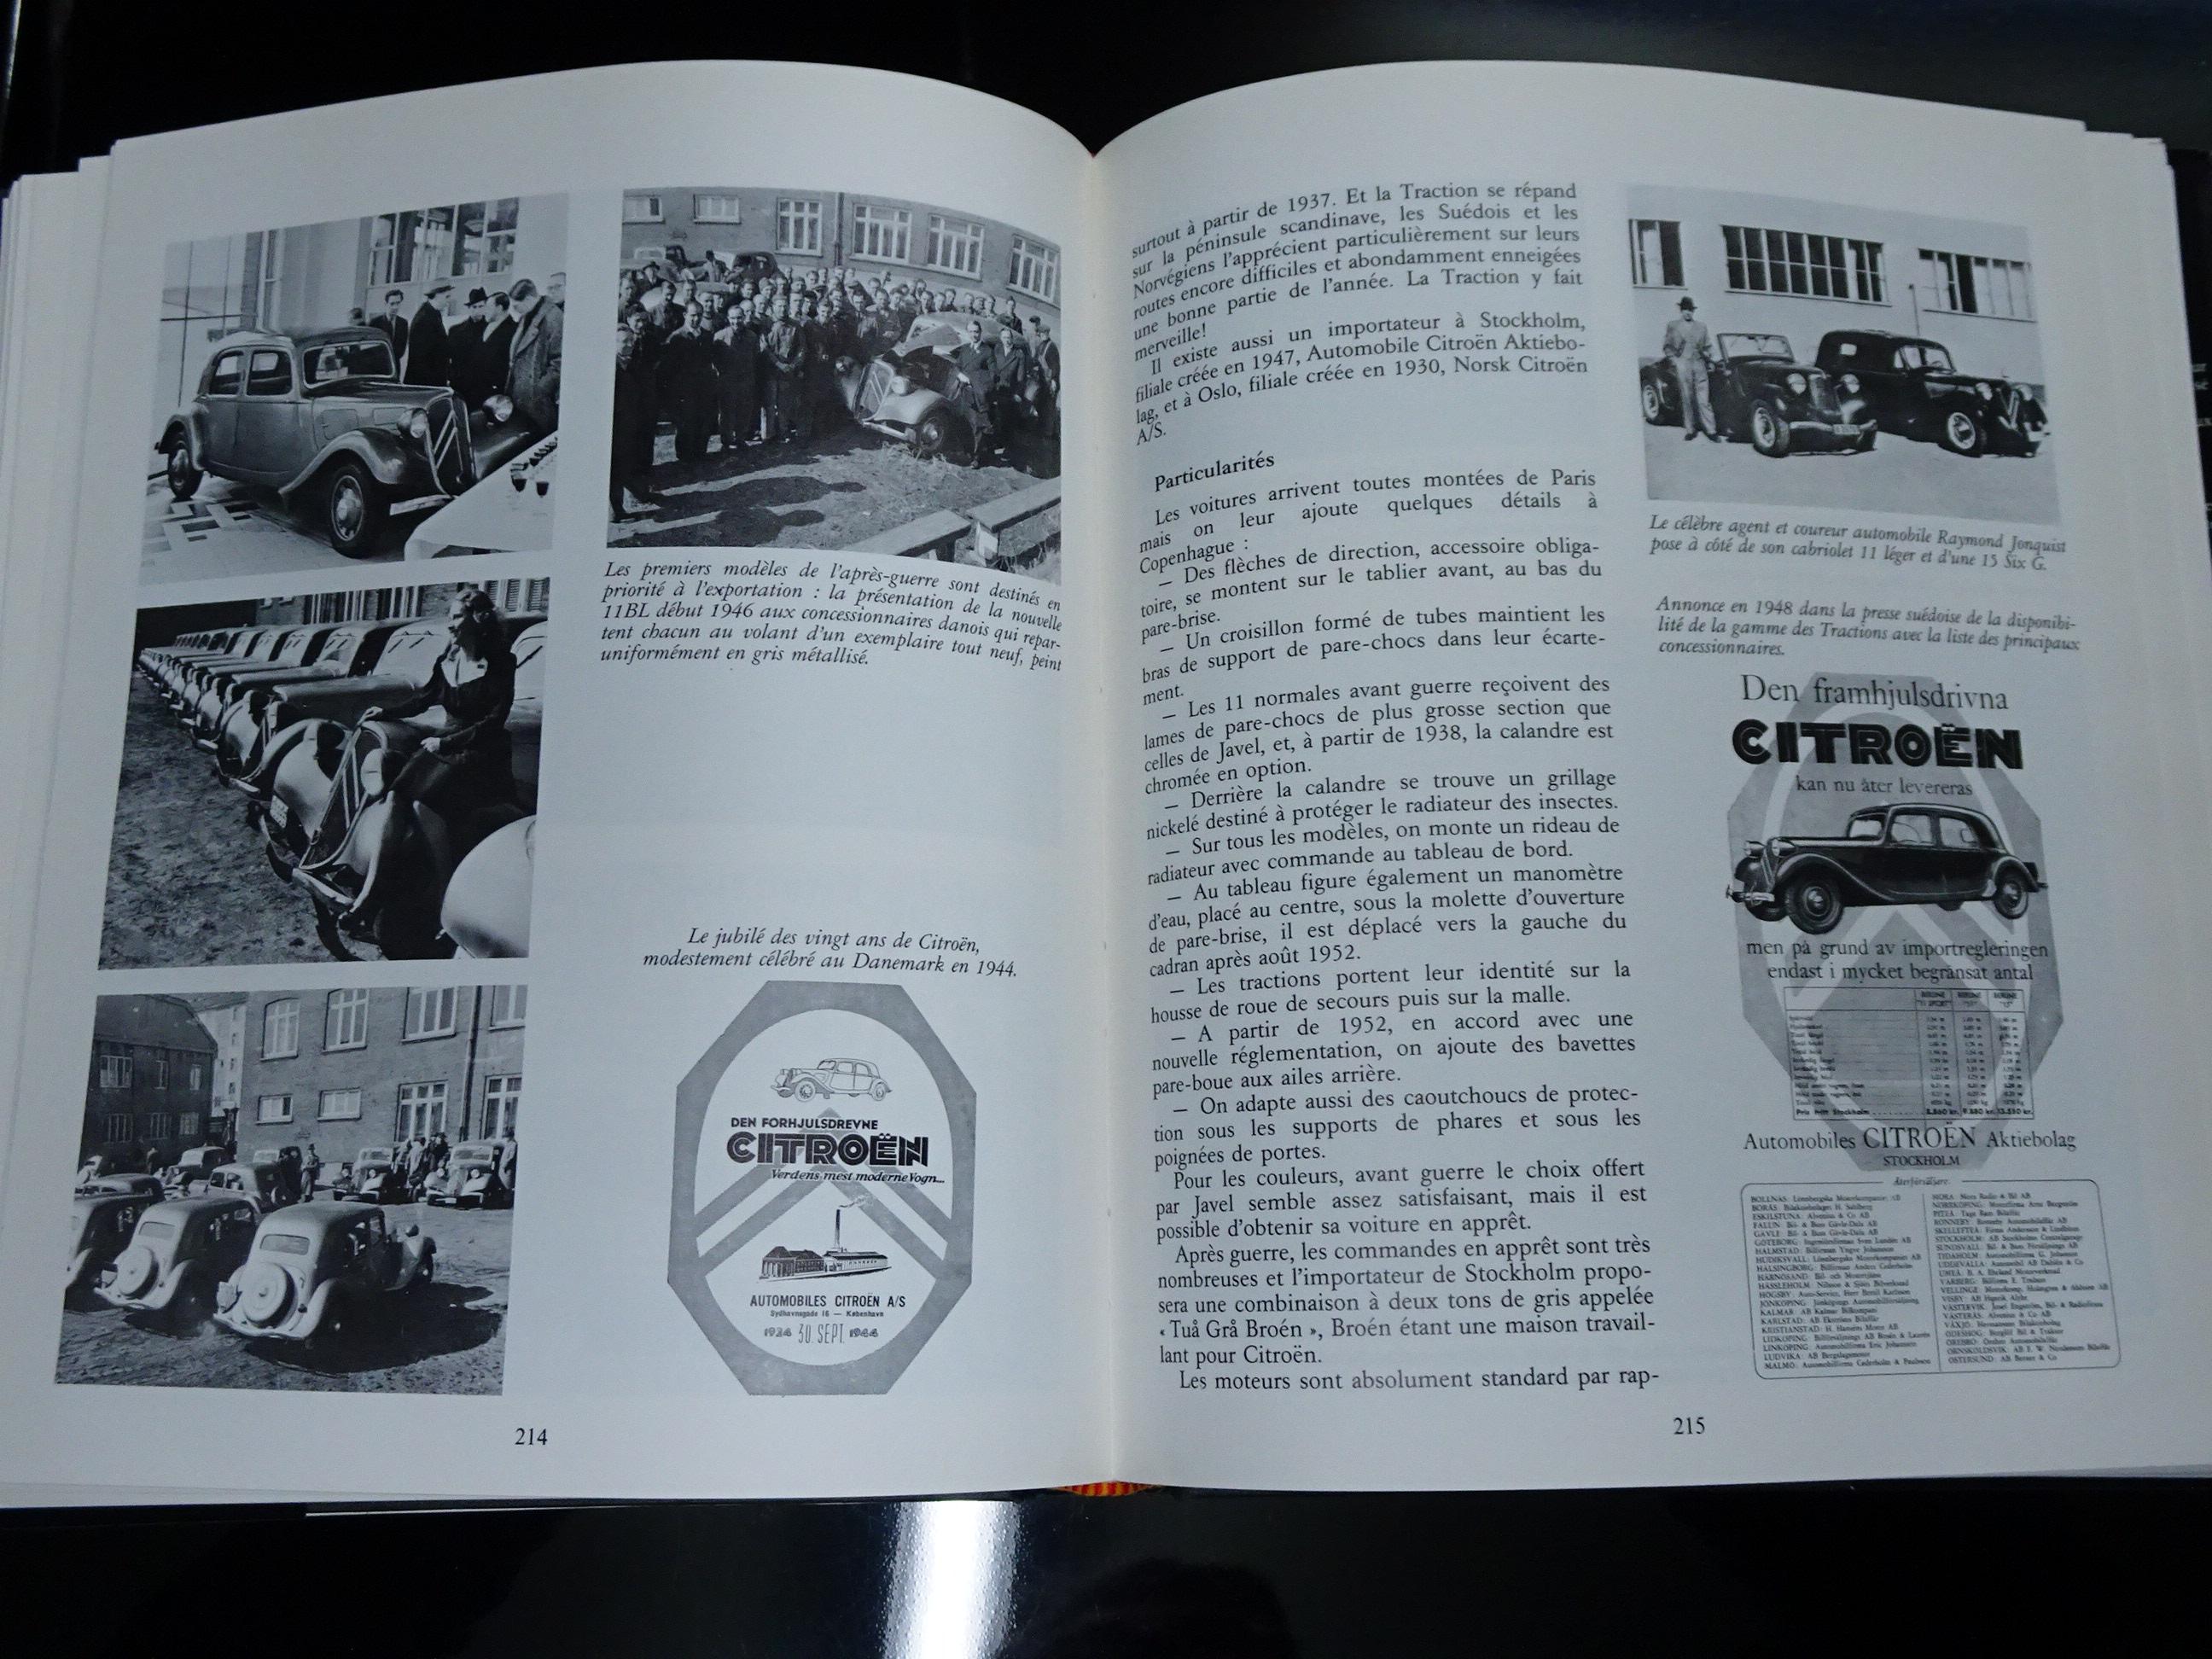 Les premiers modèles de l'après-guerre sont destinés en
priorité à l'exportation : la présentation de la nouvelle
11BL début 1946 aux concessionnaires danois qui repar-
tent chacun au volant d'un exemplaire tout neuf, peint
uniformément en gris métallisé.
Le jubilé des vingt ans de Citroën,
modestement célébré au Danemark en 1944.
DEN FORHJULSDREVNE
CITROËN
Verdens mest moderne Vogn...
AUTOMOBILES CITROËN A/S
Sydhavnsgade 16 — København
1924 30 SEPT. 1944
214
surtout à partir de 1937. Et la Traction se répand
sur la péninsule scandinave, les Suédois et les
Norvégiens l'apprécient particulièrement sur leurs
routes encore difficiles et abondamment enneigées
une bonne partie de l'année. La Traction y fait
merveille!
Il existe aussi un importateur à Stockholm,
filiale créée en 1947, Automobile Citroën Aktiebo-
lag, et à Oslo, filiale créée en 1930, Norsk Citroën
A/S.
Particularités
Les voitures arrivent toutes montées de Paris
mais on leur ajoute quelques détails à
Copenhague :
— Des flèches de direction, accessoire obliga-
toire, se montent sur le tablier avant, au bas du
pare-brise.
— Un croisillon formé de tubes maintient les
bras de support de pare-chocs dans leur écarte-
ment.
— Les 11 normales avant guerre reçoivent des
lames de pare-chocs de plus grosse section que
celles de Javel, et, à partir de 1938, la calandre est
chromée en option.
— Derrière la calandre se trouve un grillage
nickelé destiné à protéger le radiateur des insectes.
— Sur tous les modèles, on monte un rideau de
radiateur avec commande au tableau de bord.
— Au tableau figure également un manomètre
d'eau, placé au centre, sous la molette d'ouverture
de pare-brise, il est déplacé vers la gauche du
cadran après août 1952.
— Les tractions portent leur identité sur la
housse de roue de secours puis sur la malle.
— A partir de 1952, en accord avec une
nouvelle réglementation, on ajoute des bavettes
pare-boue aux ailes arrière.
— On adapte aussi des caoutchoucs de protec-
tion sous les supports de phares et sous les
poignées de portes.
Pour les couleurs, avant guerre le choix offert
par Javel semble assez satisfaisant, mais il est
possible d'obtenir sa voiture en apprêt.
Après guerre, les commandes en apprêt sont très
nombreuses et l'importateur de Stockholm propo-
sera une combinaison à deux tons de gris appelée
« Tuå Grå Broén », Broén étant une maison travail-
lant pour Citroën.
Les moteurs sont absolument standard par rap-
Le célèbre agent et coureur automobile Raymond Jonquist
pose à côté de son cabriolet 11 léger et d'une 15 Six G.
Annonce en 1948 dans la presse suédoise de la disponibi-
lité de la gamme des Tractions avec la liste des principaux
concessionnaires.
Den framhjulsdrivna
CITROËN
kan nu åter levereras
men på grund av importregleringen
endast i mycket begränsat antal
Pris fritt Stockholm
Automobiles CITROËN Aktiebolag
STOCKHOLM
Återförsäljare
215